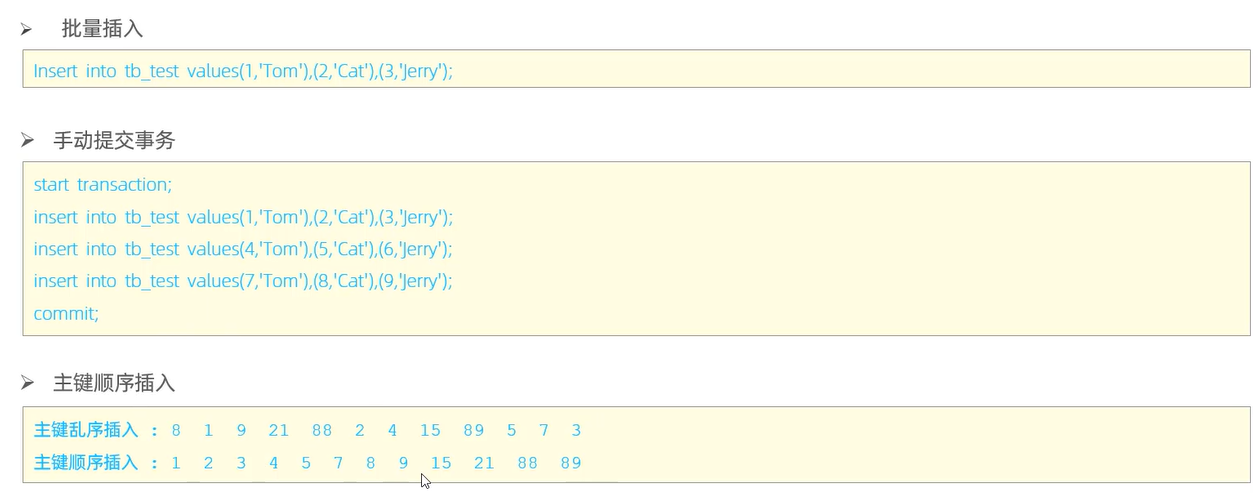 批量插入
Insert into tb_test values(1,'Tom'),(2,'Cat'),(3,'Jerry');
手动提交事务
start transaction;
insert into tb_test values(1,'Tom'),(2,'Cat'),(3,'Jerry');
insert into tb_test values(4,'Tom'),(5,'Cat'),(6,'Jerry');
insert into tb_test values(7,'Tom'),(8,'Cat'),(9,'Jerry');
commit;
主键顺序插入
主键乱序插入 : 8 1 9 21 88 2 4 15 89 5 7 3
主键顺序插入 : 1 2 3 4 5 7 8 9 15 21 88 89